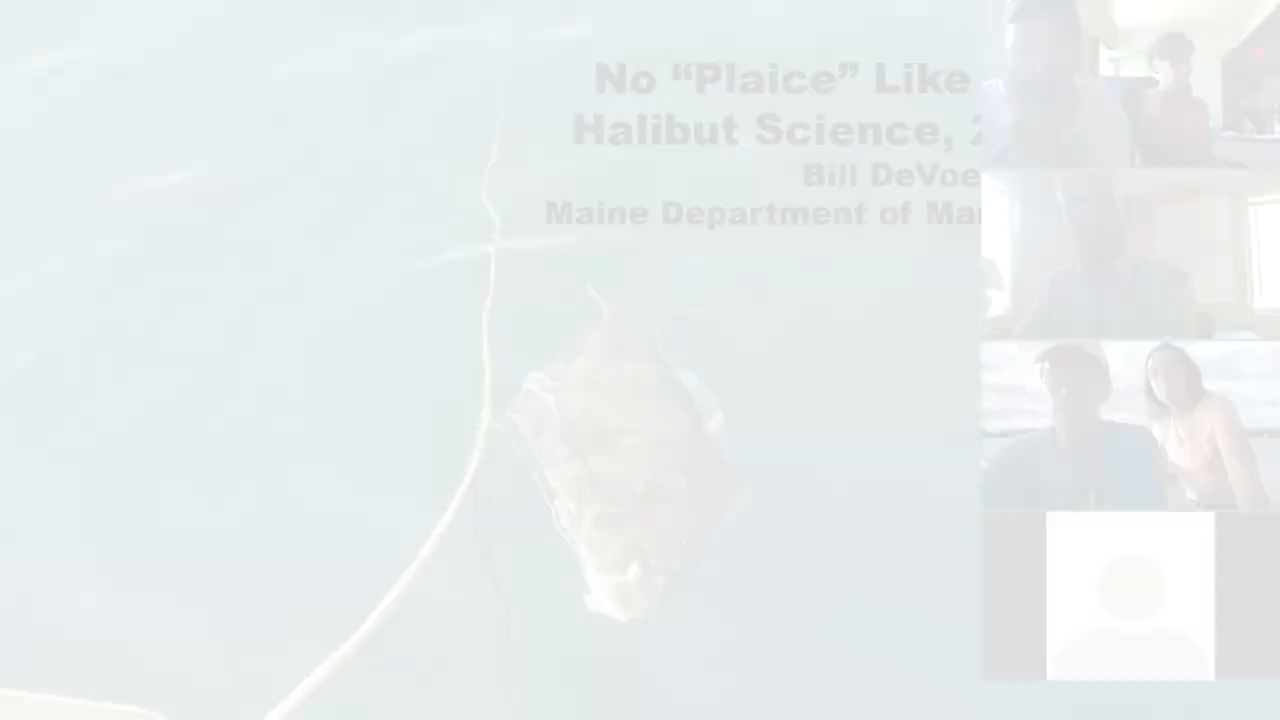 No “Plaice” Like
Halibut Science,
Bill DeVoe
Maine Department of